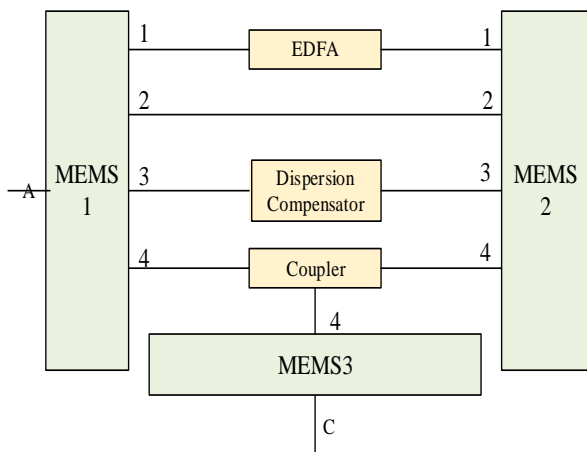 1
EDFA
1
2
2
MEMS
1
A
3
Dispersion
Compensator
3
MEMS
2
4
Coupler
4
4
MEMS3
C